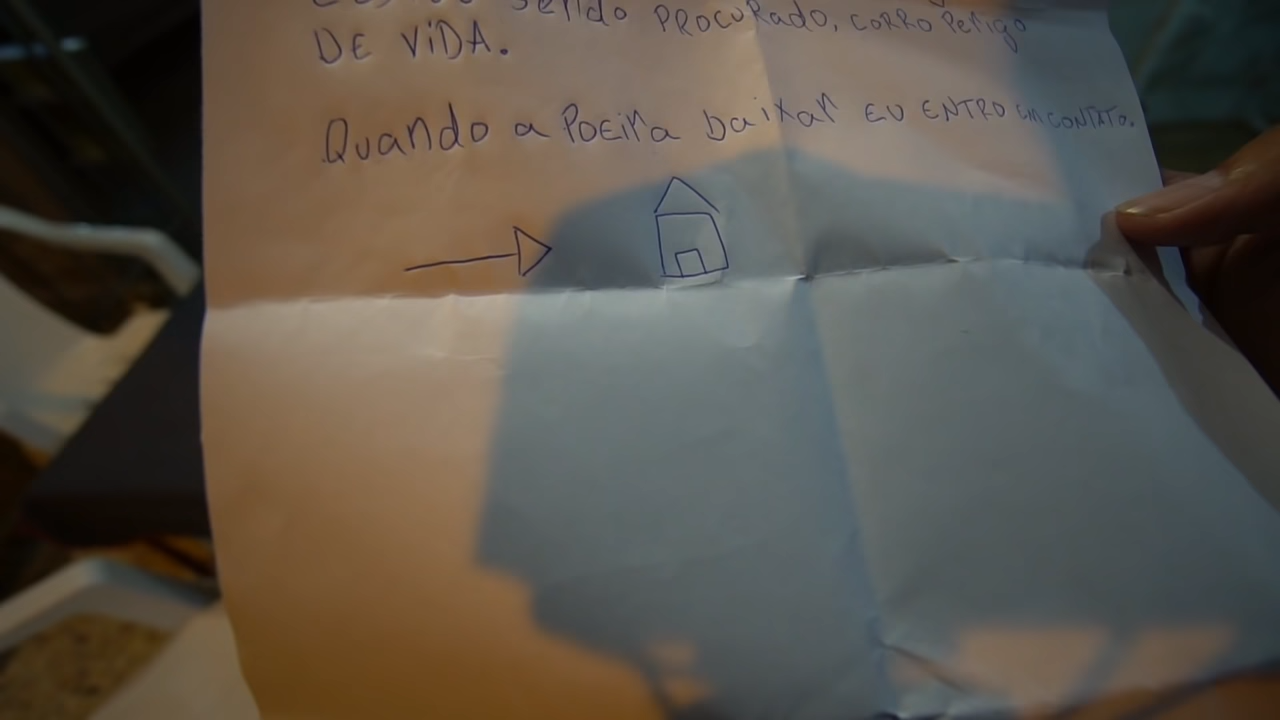 sendo PROCURADO, CORRO Perigo
DE ViDA.
Quando a POEiRa baixar EU ENTRO EM CONTATO.